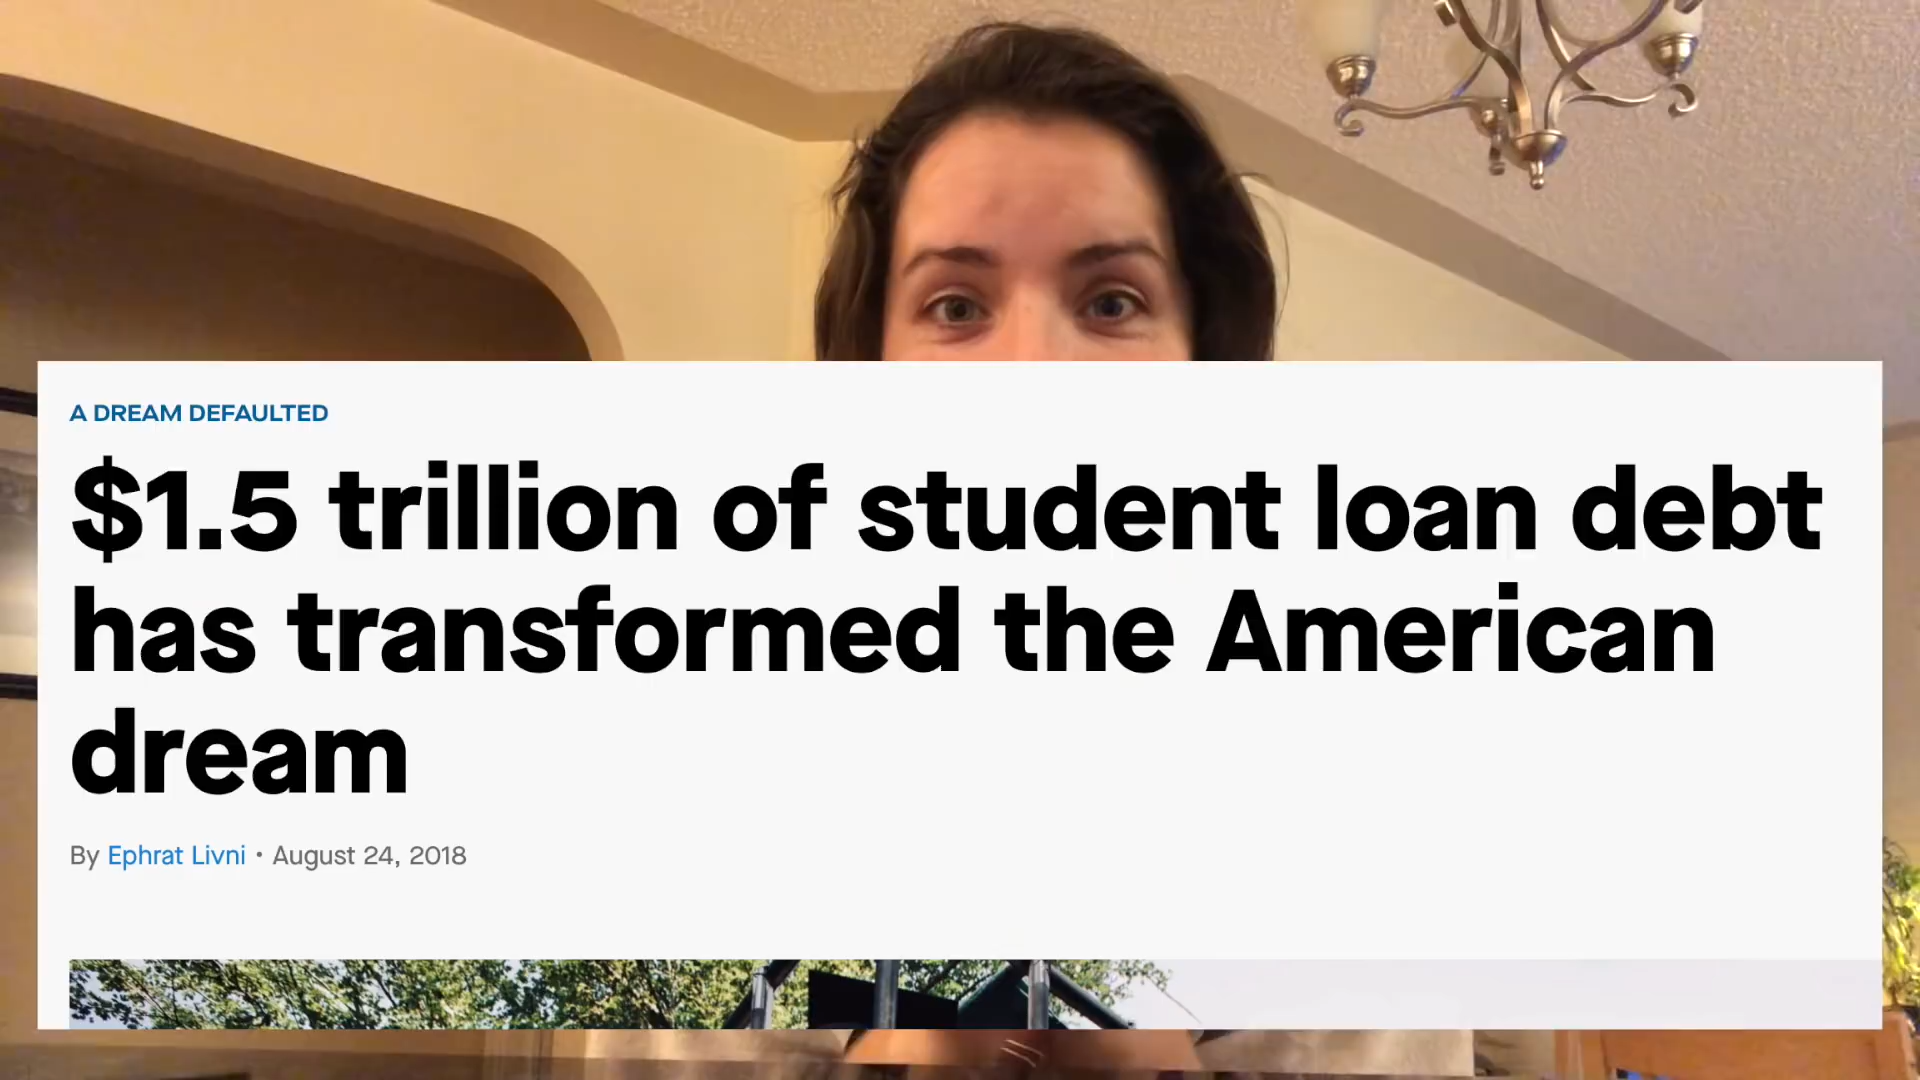 A DREAM DEFAULTED
$1.5 trillion of student loan debt
has transformed the American
dream
By Ephrat Livni • August 24, 2018